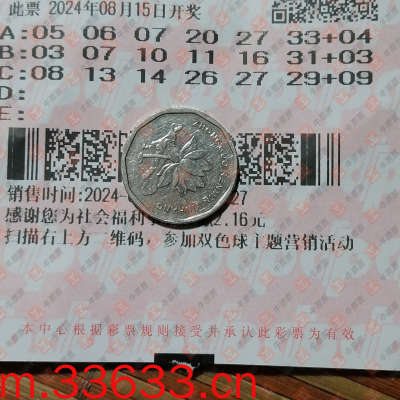 此票 2024年08月15日开奖
A:05 06 07 20 27 33+04
B:03 07 10 11 16 31+03
C:08 13 14 26 27 29+09
D:
E:
销售时间:2024- 27
感谢您为社会福利 2.16元
扫描右上方二维码，参加双色球主题营销活动
本中心根据彩票规则接受并承认此彩票为有效
m.33633.cn